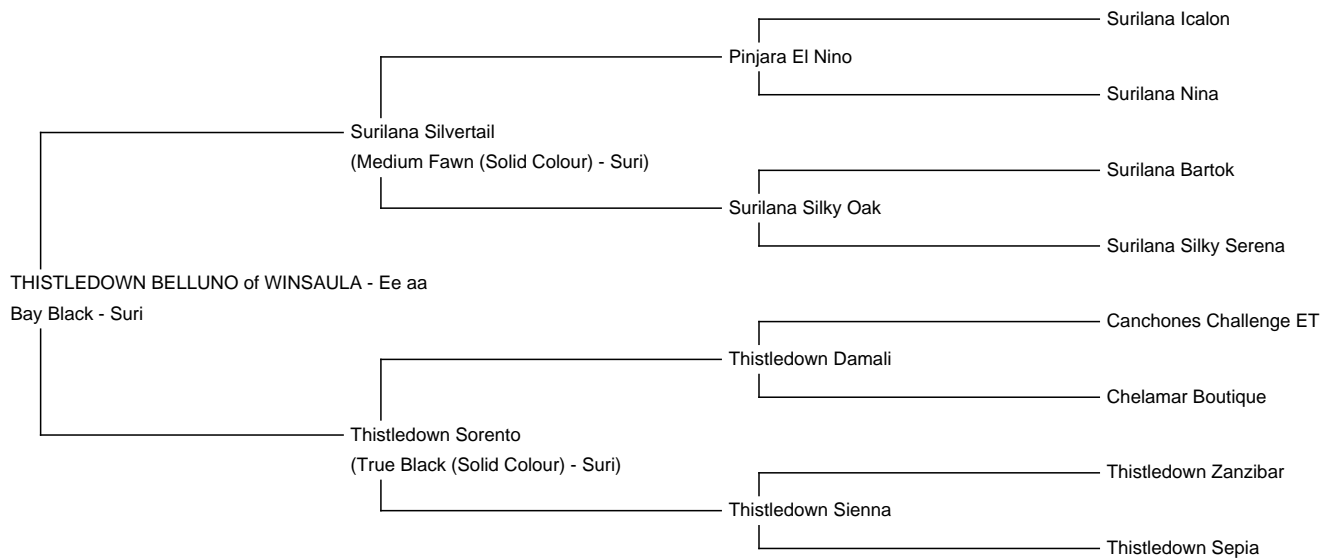 Surilana Icalon
Pinjara El Nino
Surilana Nina
Surilana Silvertail
(Medium Fawn (Solid Colour) - Suri)
Surilana Bartok
Surilana Silky Oak
Surilana Silky Serena
THISTLEDOWN BELLUNO of WINSAULA - Ee aa
Bay Black - Suri
Canchones Challenge ET
Thistledown Damali
Chelamar Boutique
Thistledown Sorento
(True Black (Solid Colour) - Suri)
Thistledown Zanzibar
Thistledown Sienna
Thistledown Sepia